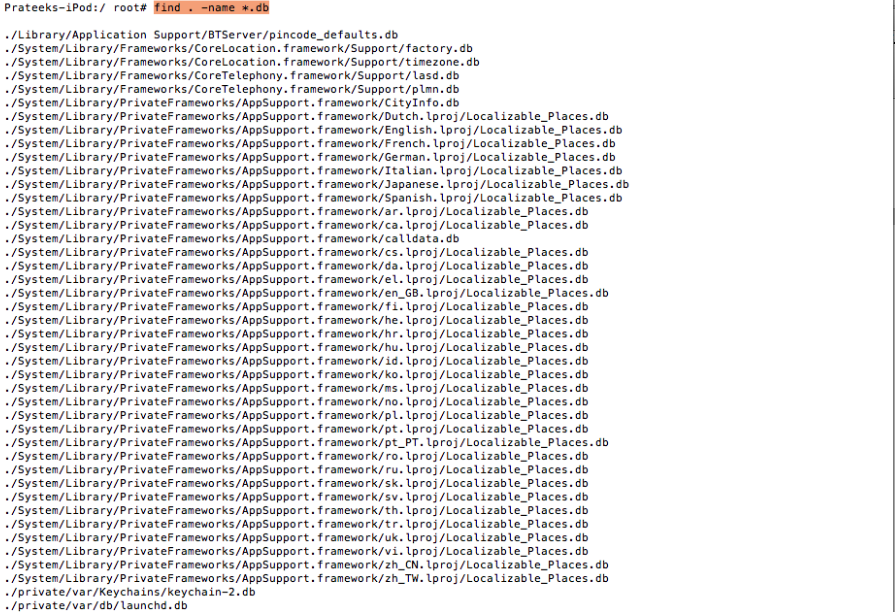 Prateeks-iPod:/ root# find . -name *.db
./Library/Application Support/BTServer/pincode_defaults.db
./System/Library/Frameworks/CoreLocation.framework/Support/factory.db
./System/Library/Frameworks/CoreLocation.framework/Support/timezone.db
./System/Library/Frameworks/CoreTelephony.framework/Support/lasd.db
./System/Library/Frameworks/CoreTelephony.framework/Support/plmn.db
./System/Library/PrivateFrameworks/AppSupport.framework/CityInfo.db
./System/Library/PrivateFrameworks/AppSupport.framework/Dutch.lproj/Localizable_Places.db
./System/Library/PrivateFrameworks/AppSupport.framework/English.lproj/Localizable_Places.db
./System/Library/PrivateFrameworks/AppSupport.framework/French.lproj/Localizable_Places.db
./System/Library/PrivateFrameworks/AppSupport.framework/German.lproj/Localizable_Places.db
./System/Library/PrivateFrameworks/AppSupport.framework/Italian.lproj/Localizable_Places.db
./System/Library/PrivateFrameworks/AppSupport.framework/Japanese.lproj/Localizable_Places.db
./System/Library/PrivateFrameworks/AppSupport.framework/Spanish.lproj/Localizable_Places.db
./System/Library/PrivateFrameworks/AppSupport.framework/ar.lproj/Localizable_Places.db
./System/Library/PrivateFrameworks/AppSupport.framework/ca.lproj/Localizable_Places.db
./System/Library/PrivateFrameworks/AppSupport.framework/calldata.db
./System/Library/PrivateFrameworks/AppSupport.framework/cs.lproj/Localizable_Places.db
./System/Library/PrivateFrameworks/AppSupport.framework/da.lproj/Localizable_Places.db
./System/Library/PrivateFrameworks/AppSupport.framework/el.lproj/Localizable_Places.db
./System/Library/PrivateFrameworks/AppSupport.framework/en_GB.lproj/Localizable_Places.db
./System/Library/PrivateFrameworks/AppSupport.framework/fi.lproj/Localizable_Places.db
./System/Library/PrivateFrameworks/AppSupport.framework/he.lproj/Localizable_Places.db
./System/Library/PrivateFrameworks/AppSupport.framework/hr.lproj/Localizable_Places.db
./System/Library/PrivateFrameworks/AppSupport.framework/hu.lproj/Localizable_Places.db
./System/Library/PrivateFrameworks/AppSupport.framework/id.lproj/Localizable_Places.db
./System/Library/PrivateFrameworks/AppSupport.framework/ko.lproj/Localizable_Places.db
./System/Library/PrivateFrameworks/AppSupport.framework/ms.lproj/Localizable_Places.db
./System/Library/PrivateFrameworks/AppSupport.framework/no.lproj/Localizable_Places.db
./System/Library/PrivateFrameworks/AppSupport.framework/pl.lproj/Localizable_Places.db
./System/Library/PrivateFrameworks/AppSupport.framework/pt.lproj/Localizable_Places.db
./System/Library/PrivateFrameworks/AppSupport.framework/pt_PT.lproj/Localizable_Places.db
./System/Library/PrivateFrameworks/AppSupport.framework/ro.lproj/Localizable_Places.db
./System/Library/PrivateFrameworks/AppSupport.framework/ru.lproj/Localizable_Places.db
./System/Library/PrivateFrameworks/AppSupport.framework/sk.lproj/Localizable_Places.db
./System/Library/PrivateFrameworks/AppSupport.framework/sv.lproj/Localizable_Places.db
./System/Library/PrivateFrameworks/AppSupport.framework/th.lproj/Localizable_Places.db
./System/Library/PrivateFrameworks/AppSupport.framework/tr.lproj/Localizable_Places.db
./System/Library/PrivateFrameworks/AppSupport.framework/uk.lproj/Localizable_Places.db
./System/Library/PrivateFrameworks/AppSupport.framework/vi.lproj/Localizable_Places.db
./System/Library/PrivateFrameworks/AppSupport.framework/zh_CN.lproj/Localizable_Places.db
./System/Library/PrivateFrameworks/AppSupport.framework/zh_TW.lproj/Localizable_Places.db
./private/var/Keychains/keychain-2.db
./private/var/db/launchd.db